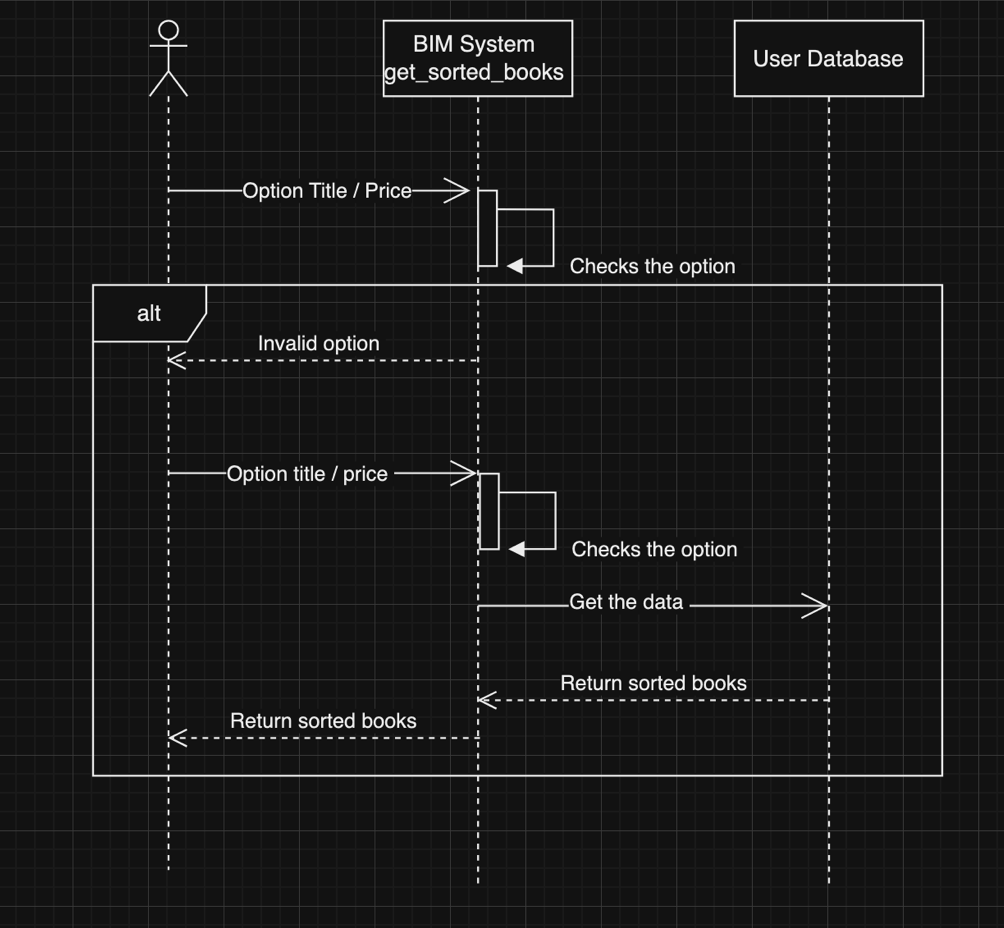 BIM System
get_sorted_books
User Database
Option Title / Price
Checks the option
alt
Invalid option
Option title / price
Checks the option
Get the data
Return sorted books
Return sorted books